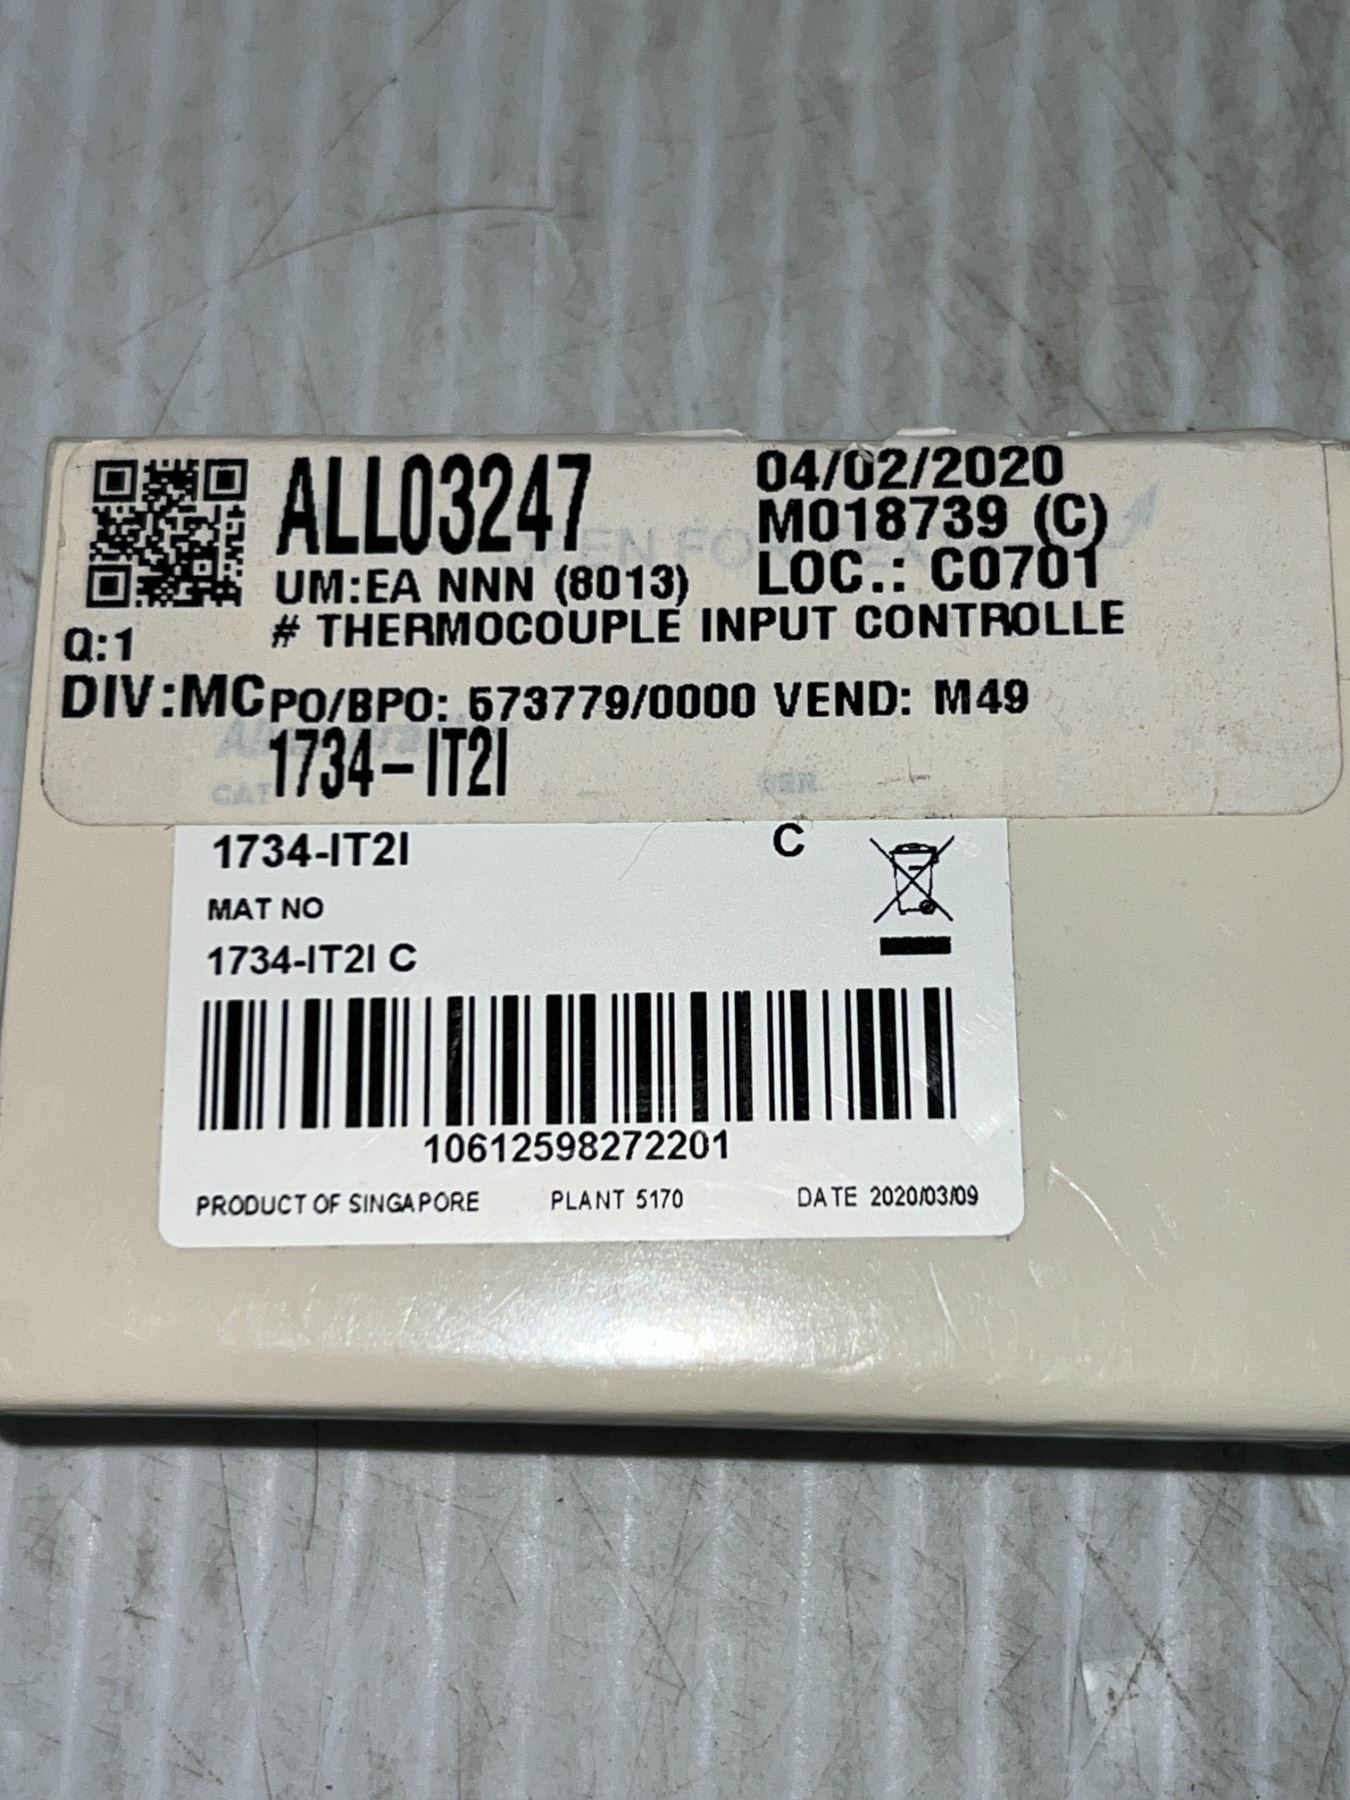 ALL03247
04/02/2020
M018739 (C)
LOC.: C0701
UM:EA NNN (8013)
# THERMOCOUPLE INPUT CONTROLLE
Q:1
DIV:MC PO/BPO: 573779/0000 VEND: M49
1734-IT2I
CAT
SER
1734-IT2I C
MAT NO
1734-IT2I C
10612598272201
PRODUCT OF SINGAPORE PLANT 5170 DATE 2020/03/09